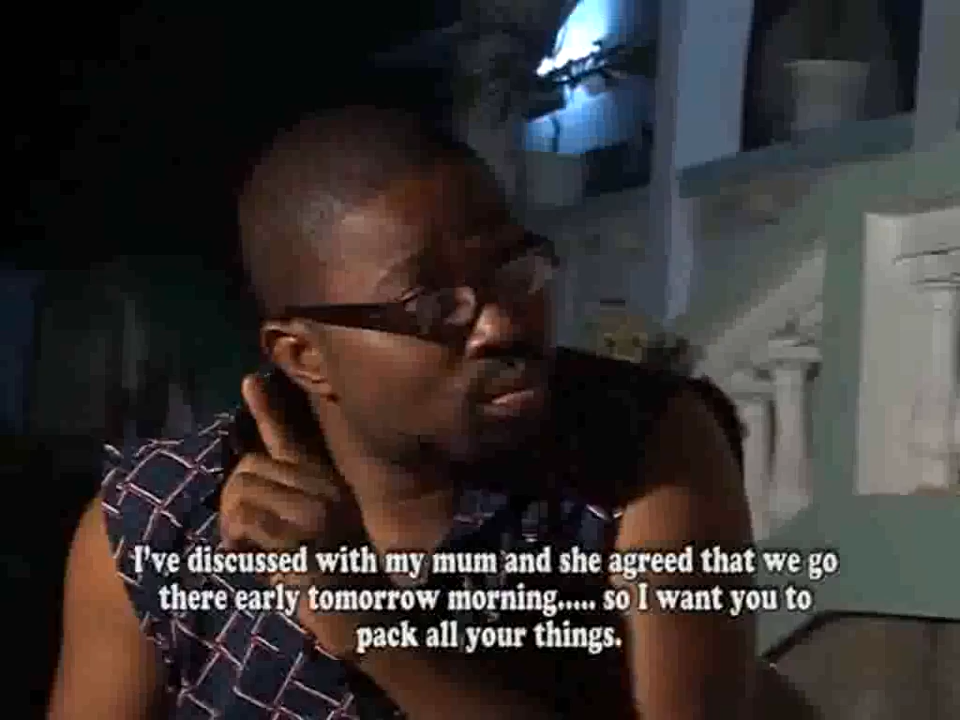 I've discussed with my mum and she agreed that we go
there early tomorrow morning..... so I want you to
pack all your things.